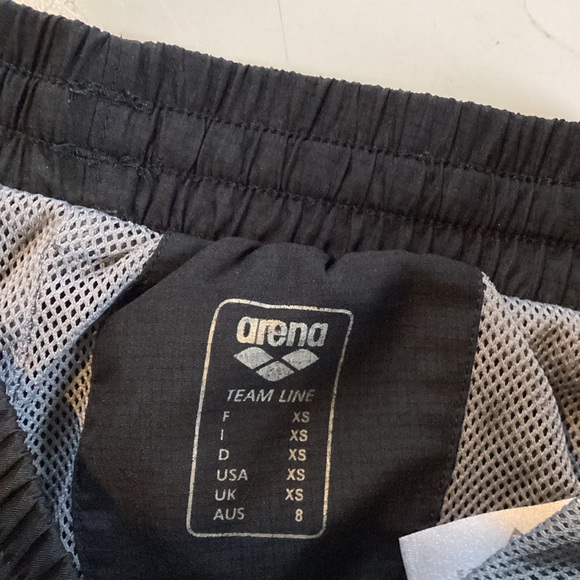 arena
TEAM LINE
F XS
I XS
D XS
USA XS
UK XS
AUS 8